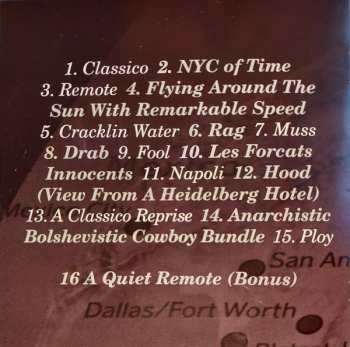 1. Classico 2. NYC of Time
3. Remote 4. Flying Around The
Sun With Remarkable Speed
5. Cracklin Water 6. Rag 7. Muss
8. Drab 9. Fool 10. Les Forcats
Innocents 11. Napoli 12. Hood
(View From A Heidelberg Hotel)
13. A Classico Reprise 14. Anarchistic
Bolshevistic Cowboy Bundle 15. Ploy
16 A Quiet Remote (Bonus)
San An
Dallas/Fort Worth